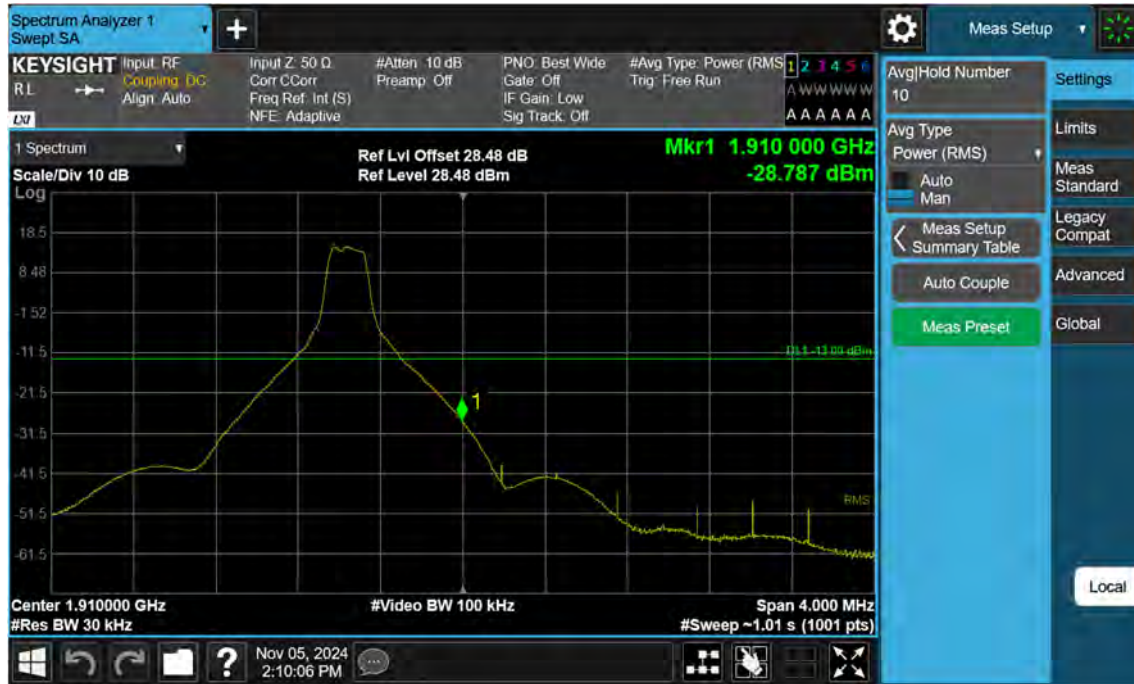 Spectrum Analyzer 1
Swept SA
+
Meas Setup
KEYSIGHT
RL
LXI
Input: RF
Coupling: DC
Align: Auto
Input Z: 50 Ω
Corr CCorr
Freq Ref: Int (S)
NFE: Adaptive
#Atten: 10 dB
Preamp: Off
PNO: Best Wide
Gate: Off
IF Gain: Low
Sig Track: Off
#Avg Type: Power (RMS
Trig: Free Run
1 2 3 4 5 6
A W W W W W
A A A A A A
1 Spectrum
Scale/Div 10 dB
Log
Ref Lvl Offset 28.48 dB
Ref Level 28.48 dBm
Mkr1 1.910 000 GHz
-28.787 dBm
18.5
8.48
-1.52
-11.5
-21.5
-31.5
-41.5
-51.5
-61.5
DL1 -13.00 dBm
1
RMS
Center 1.910000 GHz
#Res BW 30 kHz
#Video BW 100 kHz
Span 4.000 MHz
#Sweep ~1.01 s (1001 pts)
Avg|Hold Number
10
Avg Type
Power (RMS)
Auto
Man
Meas Setup
Summary Table
Auto Couple
Meas Preset
Settings
Limits
Meas
Standard
Legacy
Compat
Advanced
Global
Local
?
Nov 05, 2024
2:10:06 PM